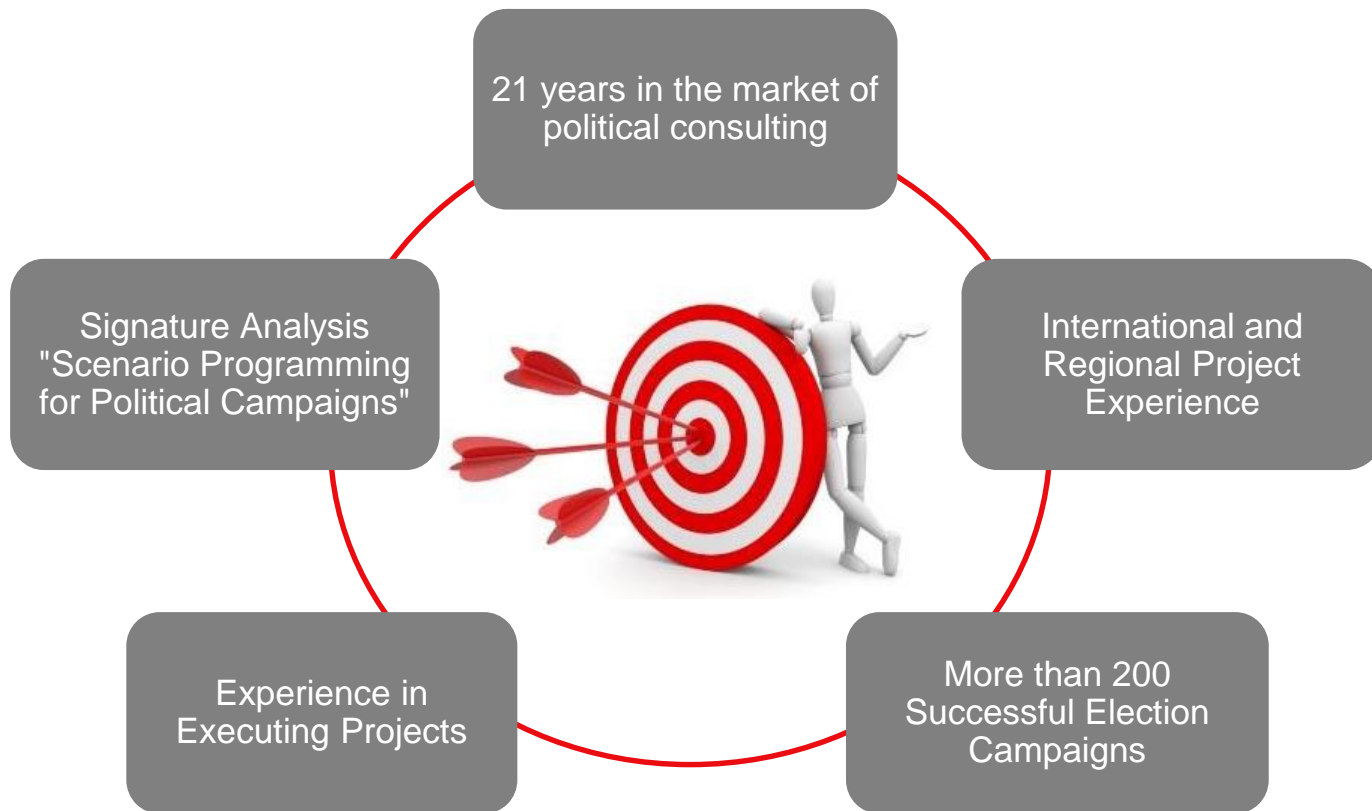 21 years in the market of
political consulting
International and
Regional Project
Experience
More than 200
Successful Election
Campaigns
Experience in
Executing Projects
Signature Analysis
"Scenario Programming
for Political Campaigns"